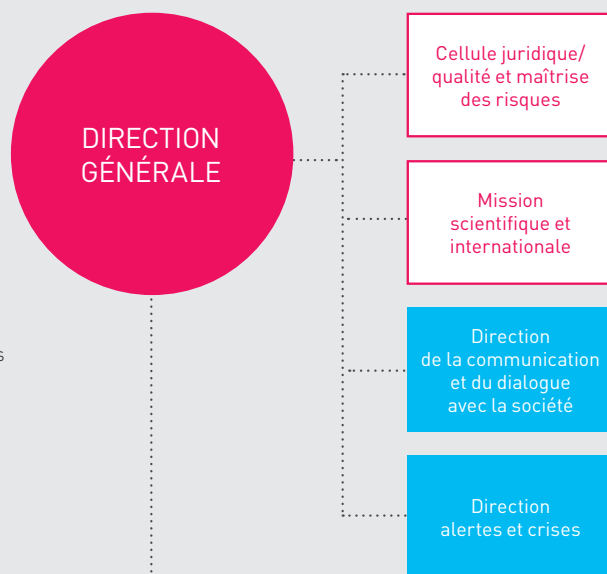 DIRECTION
GÉNÉRALE
Cellule juridique/
qualité et maîtrise
des risques
Mission
scientifique et
internationale
Direction
de la communication
et du dialogue
avec la société
Direction
alertes et crises
s